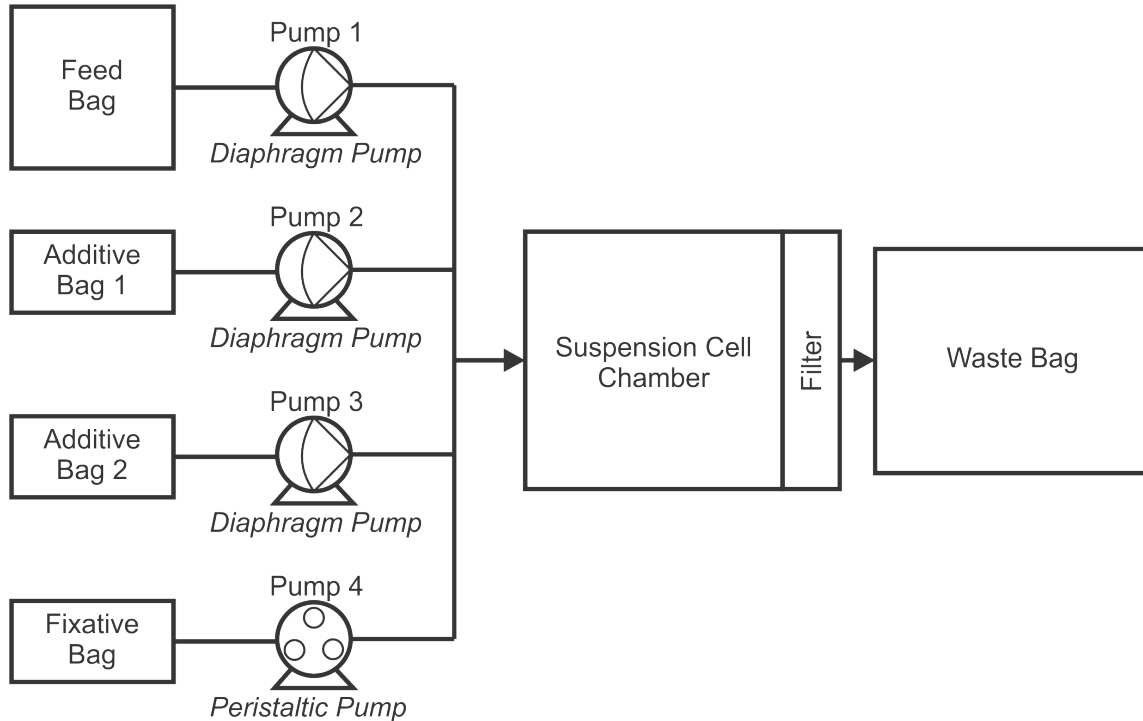 Feed
Bag
Pump 1
Diaphragm Pump
Additive
Bag 1
Pump 2
Diaphragm Pump
Additive
Bag 2
Pump 3
Diaphragm Pump
Fixative
Bag
Pump 4
Peristaltic Pump
Suspension Cell
Chamber
Filter
Waste Bag